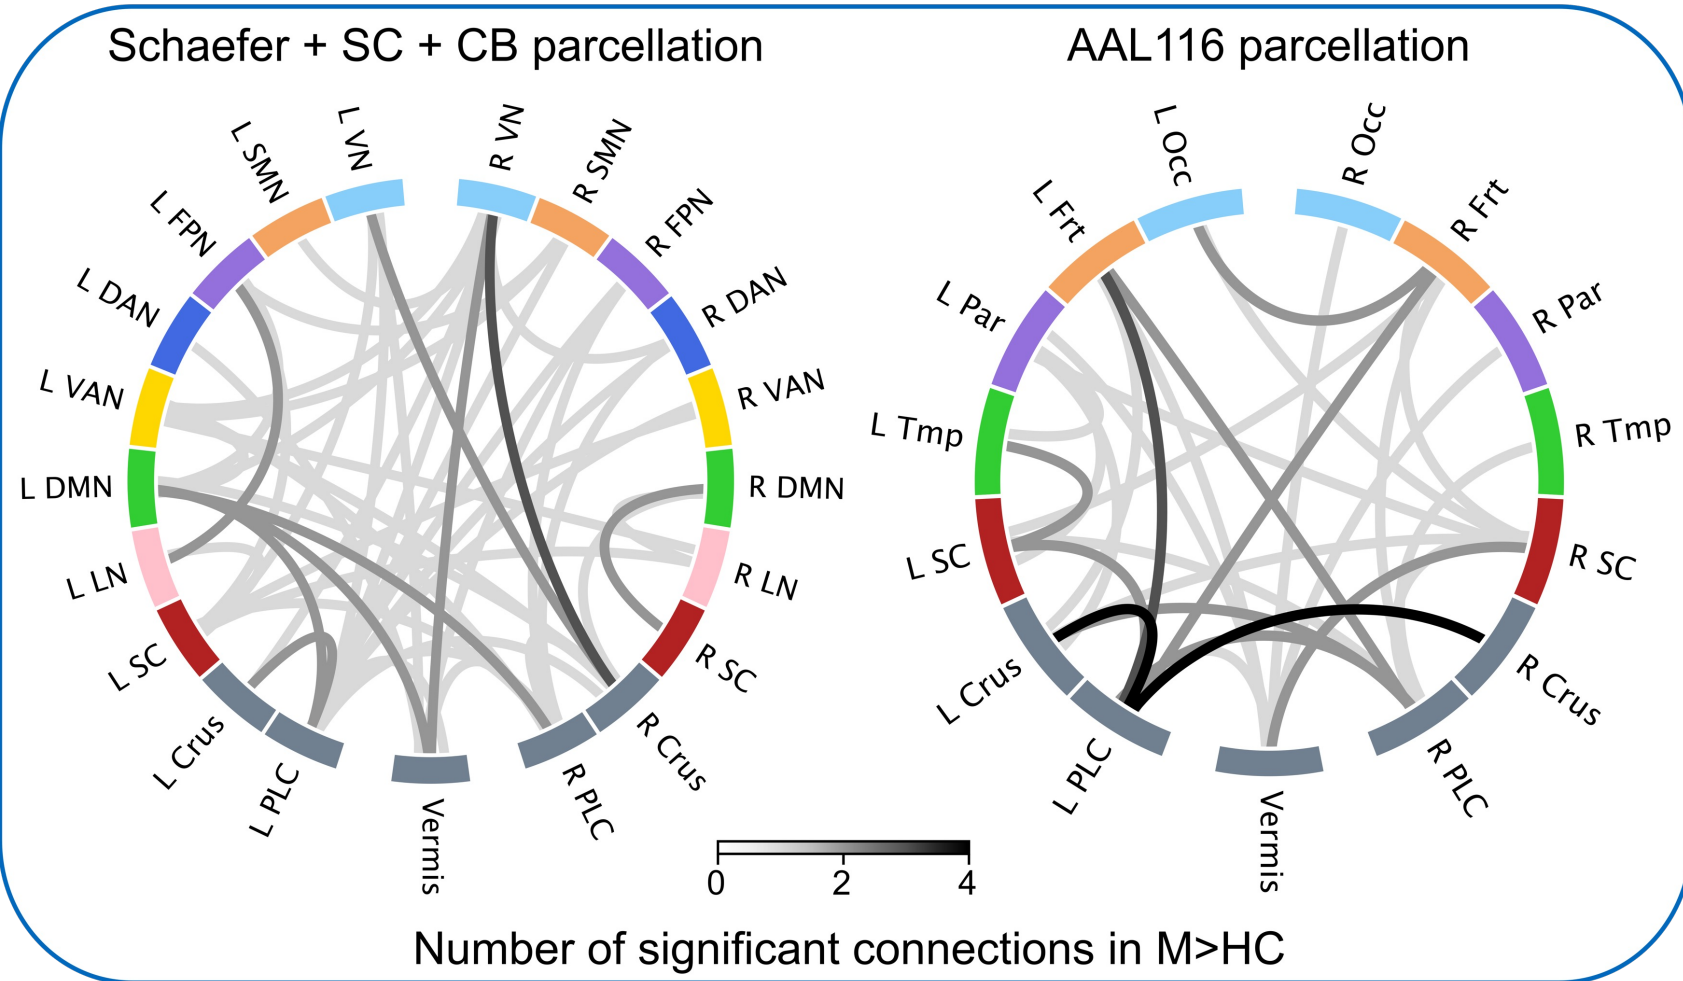 Schaefer + SC + CB parcellation
AAL116 parcellation
L VN
R VN
L SMN
R SMN
L FPN
R FPN
L DAN
R DAN
L VAN
R VAN
L DMN
R DMN
L LN
R LN
L SC
R SC
L Crus
R Crus
L PLC
R PLC
Vermis
L Occ
R Occ
L Frt
R Frt
L Par
R Par
L Tmp
R Tmp
L SC
R SC
L Crus
R Crus
L PLC
R PLC
Vermis
0 2 4
Number of significant connections in M>HC